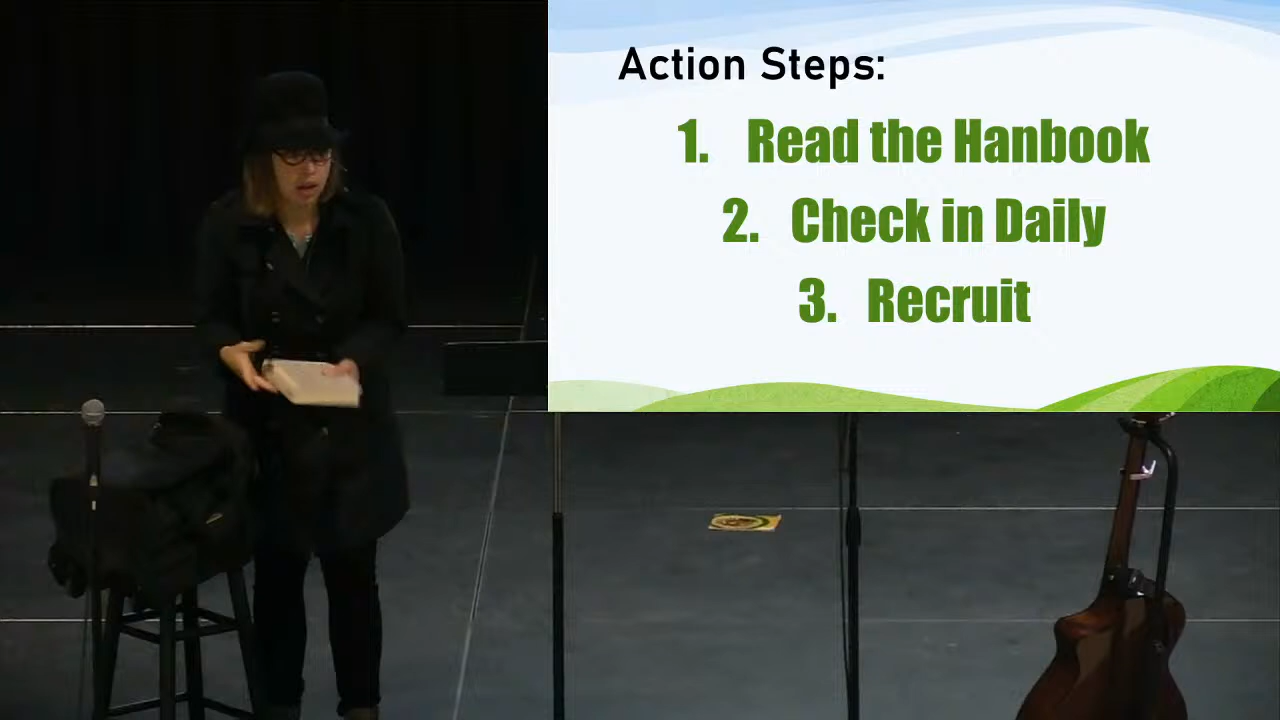 Action Steps:
1. Read the Hanbook
2. Check in Daily
3. Recruit